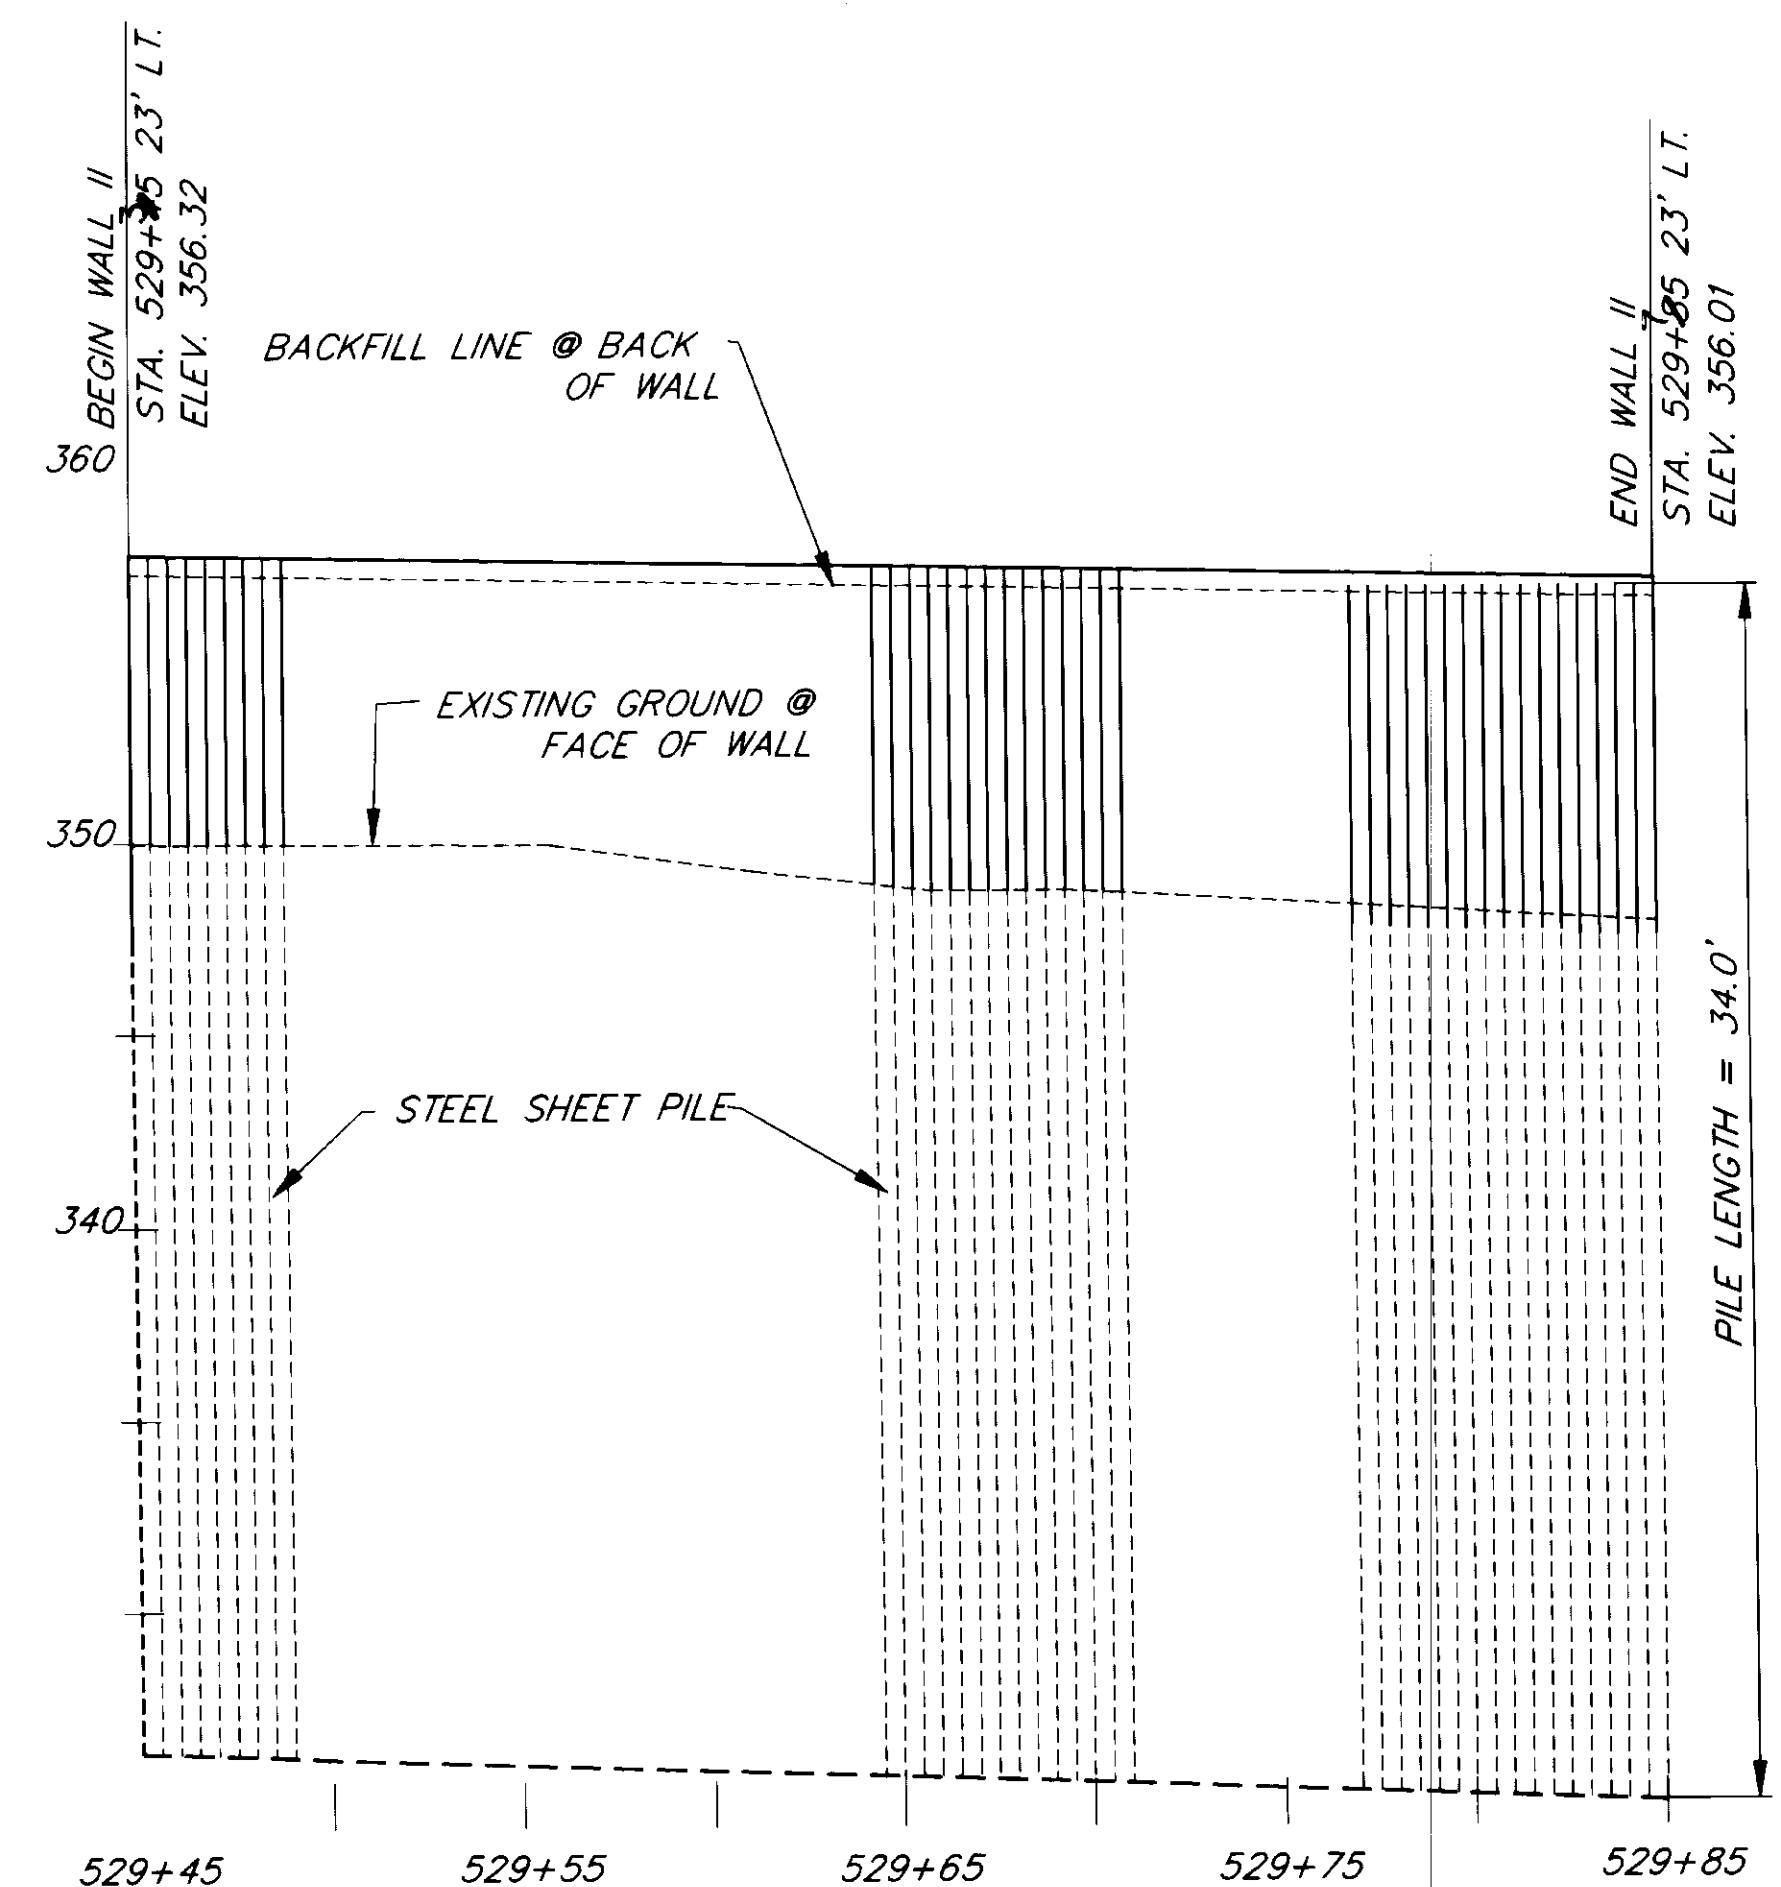 BEGIN WALL II
STA. 529+45 23' LT.
ELEV. 356.32
END WALL II
STA. 529+85 23' LT.
ELEV. 356.01
BACKFILL LINE @ BACK
OF WALL
360
EXISTING GROUND @
FACE OF WALL
350
STEEL SHEET PILE
340
PILE LENGTH = 34.0'
529+45
529+55
529+65
529+75
529+85